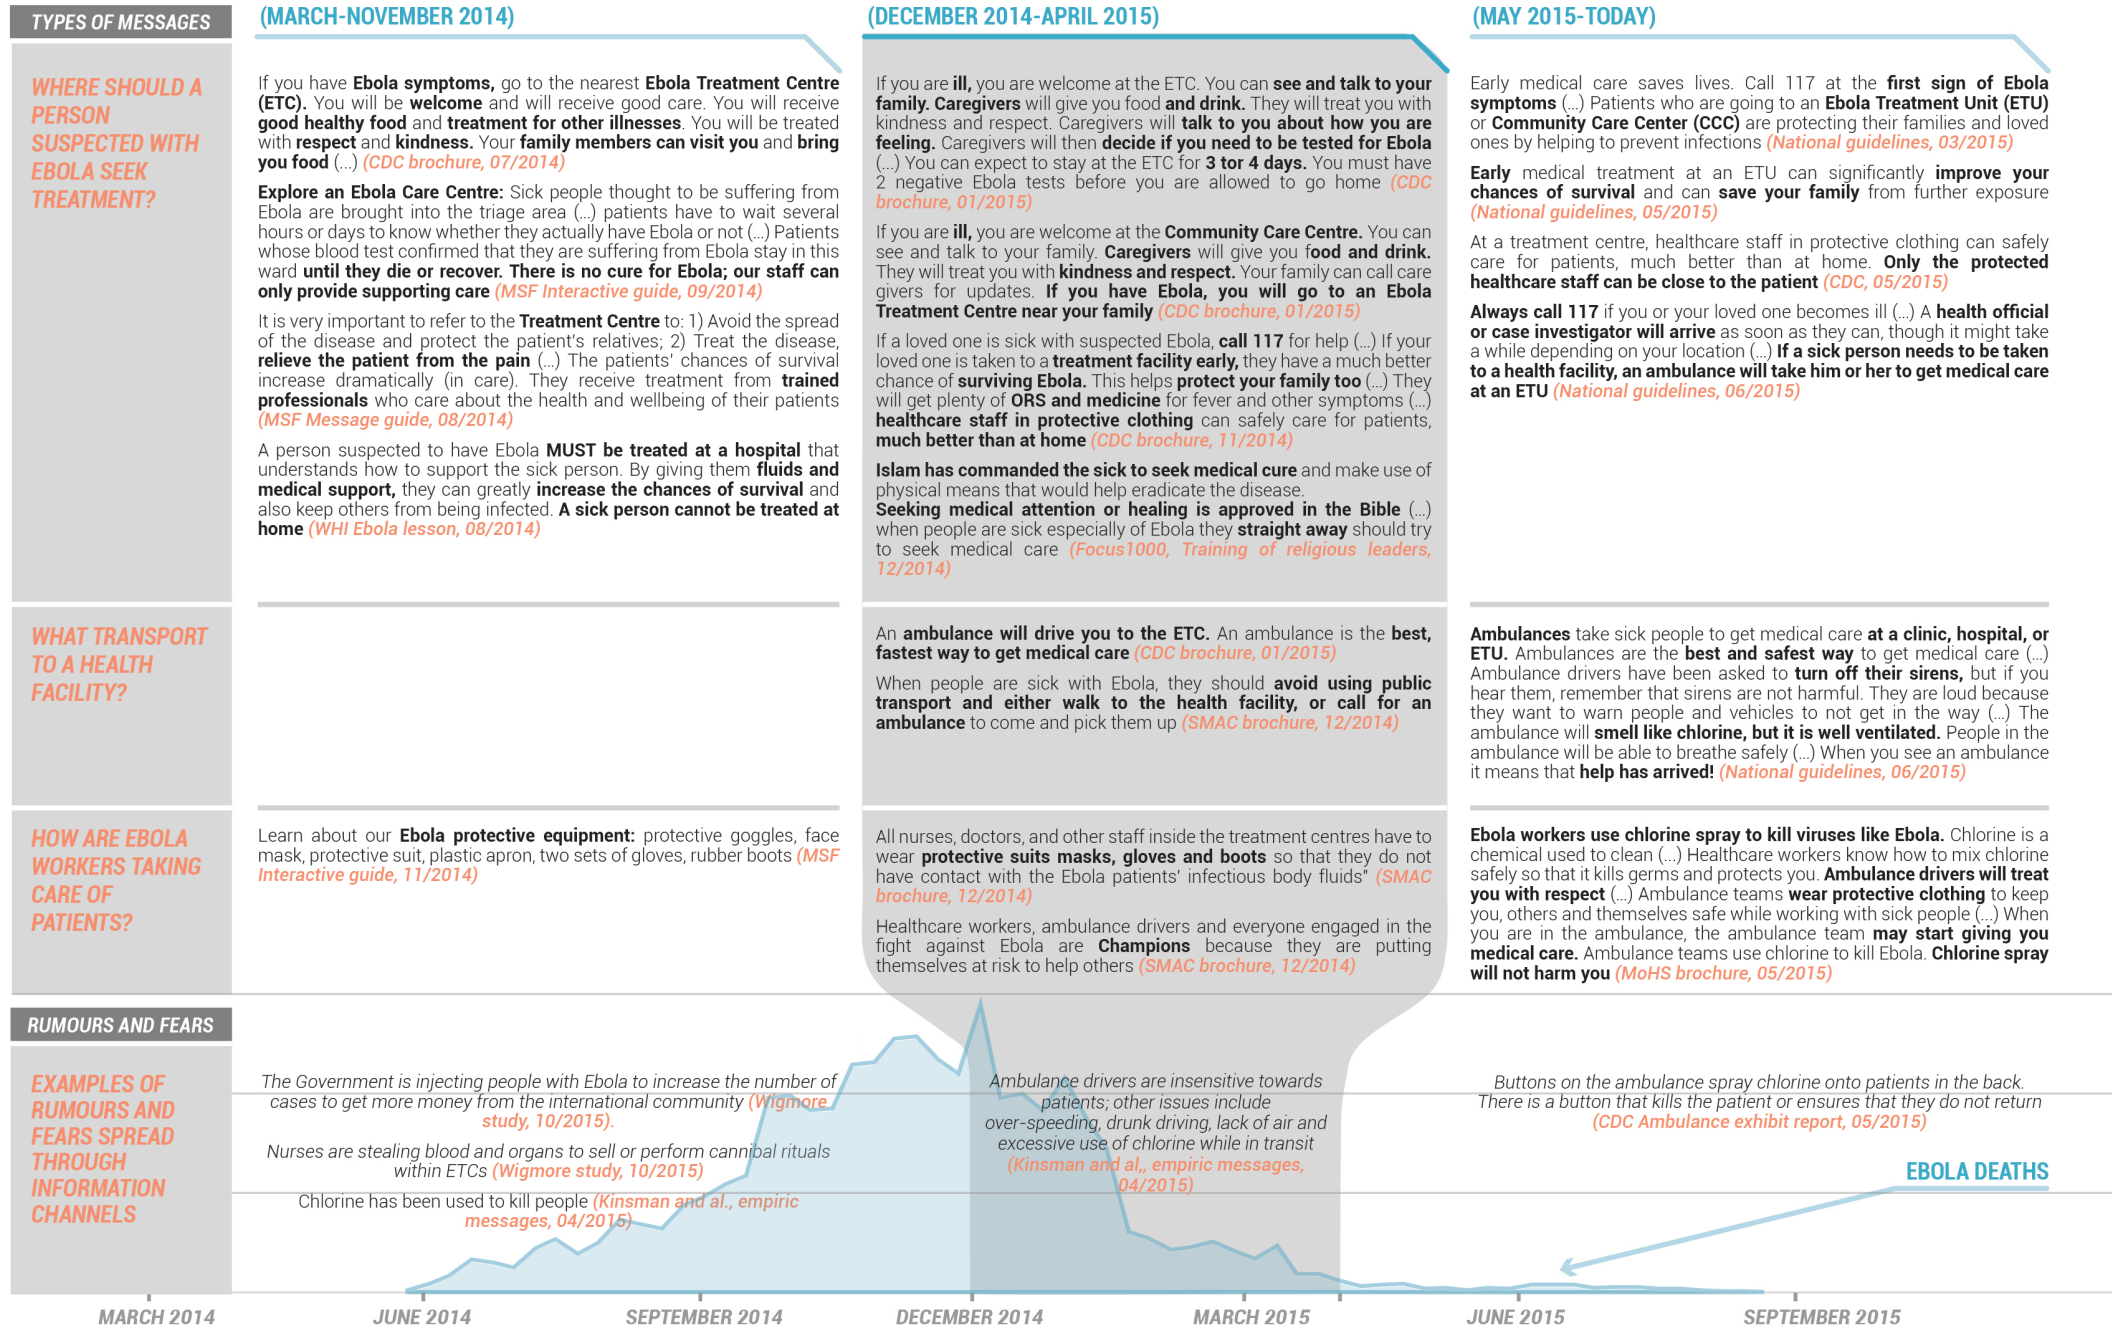 TYPES OF MESSAGES
(MARCH-NOVEMBER 2014)
(DECEMBER 2014-APRIL 2015)
(MAY 2015-TODAY)
WHERE SHOULD A
PERSON
SUSPECTED WITH
EBOLA SEEK
TREATMENT?
If you have Ebola symptoms, go to the nearest Ebola Treatment Centre
(ETC). You will be welcome and will receive good care. You will receive
good healthy food and treatment for other illnesses. You will be treated
with respect and kindness. Your family members can visit you and bring
you food (...) (CDC brochure, 07/2014)
Explore an Ebola Care Centre: Sick people thought to be suffering from
Ebola are brought into the triage area (...) patients have to wait several
hours or days to know whether they actually have Ebola or not (...) Patients
whose blood test confirmed that they are suffering from Ebola stay in this
ward until they die or recover. There is no cure for Ebola; our staff can
only provide supporting care (MSF Interactive guide, 09/2014)
It is very important to refer to the Treatment Centre to: 1) Avoid the spread
of the disease and protect the patient's relatives; 2) Treat the disease,
relieve the patient from the pain (...) The patients' chances of survival
increase dramatically (in care). They receive treatment from trained
professionals who care about the health and wellbeing of their patients
(MSF Message guide, 08/2014)
A person suspected to have Ebola MUST be treated at a hospital that
understands how to support the sick person. By giving them fluids and
medical support, they can greatly increase the chances of survival and
also keep others from being infected. A sick person cannot be treated at
home (WHI Ebola lesson, 08/2014)
If you are ill, you are welcome at the ETC. You can see and talk to your
family. Caregivers will give you food and drink. They will treat you with
kindness and respect. Caregivers will talk to you about how you are
feeling. Caregivers will then decide if you need to be tested for Ebola
(...) You can expect to stay at the ETC for 3 tor 4 days. You must have
2 negative Ebola tests before you are allowed to go home (CDC
brochure, 01/2015)
If you are ill, you are welcome at the Community Care Centre. You can
see and talk to your family. Caregivers will give you food and drink.
They will treat you with kindness and respect. Your family can call care
givers for updates. If you have Ebola, you will go to an Ebola
Treatment Centre near your family (CDC brochure, 01/2015)
If a loved one is sick with suspected Ebola, call 117 for help (...) If your
loved one is taken to a treatment facility early, they have a much better
chance of surviving Ebola. This helps protect your family too (...) They
will get plenty of ORS and medicine for fever and other symptoms (...)
healthcare staff in protective clothing can safely care for patients,
much better than at home (CDC brochure, 11/2014)
Islam has commanded the sick to seek medical cure and make use of
physical means that would help eradicate the disease.
Seeking medical attention or healing is approved in the Bible (...)
when people are sick especially of Ebola they straight away should try
to seek medical care (Focus1000, Training of religious leaders,
12/2014)
Early medical care saves lives. Call 117 at the first sign of Ebola
symptoms (...) Patients who are going to an Ebola Treatment Unit (ETU)
or Community Care Center (CCC) are protecting their families and loved
ones by helping to prevent infections (National guidelines, 03/2015)
Early medical treatment at an ETU can significantly improve your
chances of survival and can save your family from further exposure
(National guidelines, 05/2015)
At a treatment centre, healthcare staff in protective clothing can safely
care for patients, much better than at home. Only the protected
healthcare staff can be close to the patient (CDC, 05/2015)
Always call 117 if you or your loved one becomes ill (...) A health official
or case investigator will arrive as soon as they can, though it might take
a while depending on your location (...) If a sick person needs to be taken
to a health facility, an ambulance will take him or her to get medical care
at an ETU (National guidelines, 06/2015)
WHAT TRANSPORT
TO A HEALTH
FACILITY?
An ambulance will drive you to the ETC. An ambulance is the best,
fastest way to get medical care (CDC brochure, 01/2015)
When people are sick with Ebola, they should avoid using public
transport and either walk to the health facility, or call for an
ambulance to come and pick them up (SMAC brochure, 12/2014)
Ambulances take sick people to get medical care at a clinic, hospital, or
ETU. Ambulances are the best and safest way to get medical care (...)
Ambulance drivers have been asked to turn off their sirens, but if you
hear them, remember that sirens are not harmful. They are loud because
they want to warn people and vehicles to not get in the way (...) The
ambulance will smell like chlorine, but it is well ventilated. People in the
ambulance will be able to breathe safely (...) When you see an ambulance
it means that help has arrived! (National guidelines, 06/2015)
HOW ARE EBOLA
WORKERS TAKING
CARE OF
PATIENTS?
Learn about our Ebola protective equipment: protective goggles, face
mask, protective suit, plastic apron, two sets of gloves, rubber boots (MSF
Interactive guide, 11/2014)
All nurses, doctors, and other staff inside the treatment centres have to
wear protective suits masks, gloves and boots so that they do not
have contact with the Ebola patients' infectious body fluids" (SMAC
brochure, 12/2014)
Healthcare workers, ambulance drivers and everyone engaged in the
fight against Ebola are Champions because they are putting
themselves at risk to help others (SMAC brochure, 12/2014)
Ebola workers use chlorine spray to kill viruses like Ebola. Chlorine is a
chemical used to clean (...) Healthcare workers know how to mix chlorine
safely so that it kills germs and protects you. Ambulance drivers will treat
you with respect (...) Ambulance teams wear protective clothing to keep
you, others and themselves safe while working with sick people (...) When
you are in the ambulance, the ambulance team may start giving you
medical care. Ambulance teams use chlorine to kill Ebola. Chlorine spray
will not harm you (MoHS brochure, 05/2015)
RUMOURS AND FEARS
EXAMPLES OF
RUMOURS AND
FEARS SPREAD
THROUGH
INFORMATION
CHANNELS
The Government is injecting people with Ebola to increase the number of
cases to get more money from the international community (Wigmore
study, 10/2015).
Nurses are stealing blood and organs to sell or perform cannibal rituals
within ETCs (Wigmore study, 10/2015)
Chlorine has been used to kill people (Kinsman and al., empiric
messages, 04/2015)
Ambulance drivers are insensitive towards
patients; other issues include
over-speeding, drunk driving, lack of air and
excessive use of chlorine while in transit
(Kinsman and al,, empiric messages,
04/2015)
Buttons on the ambulance spray chlorine onto patients in the back.
There is a button that kills the patient or ensures that they do not return
(CDC Ambulance exhibit report, 05/2015)
EBOLA DEATHS
MARCH 2014
JUNE 2014
SEPTEMBER 2014
DECEMBER 2014
MARCH 2015
JUNE 2015
SEPTEMBER 2015